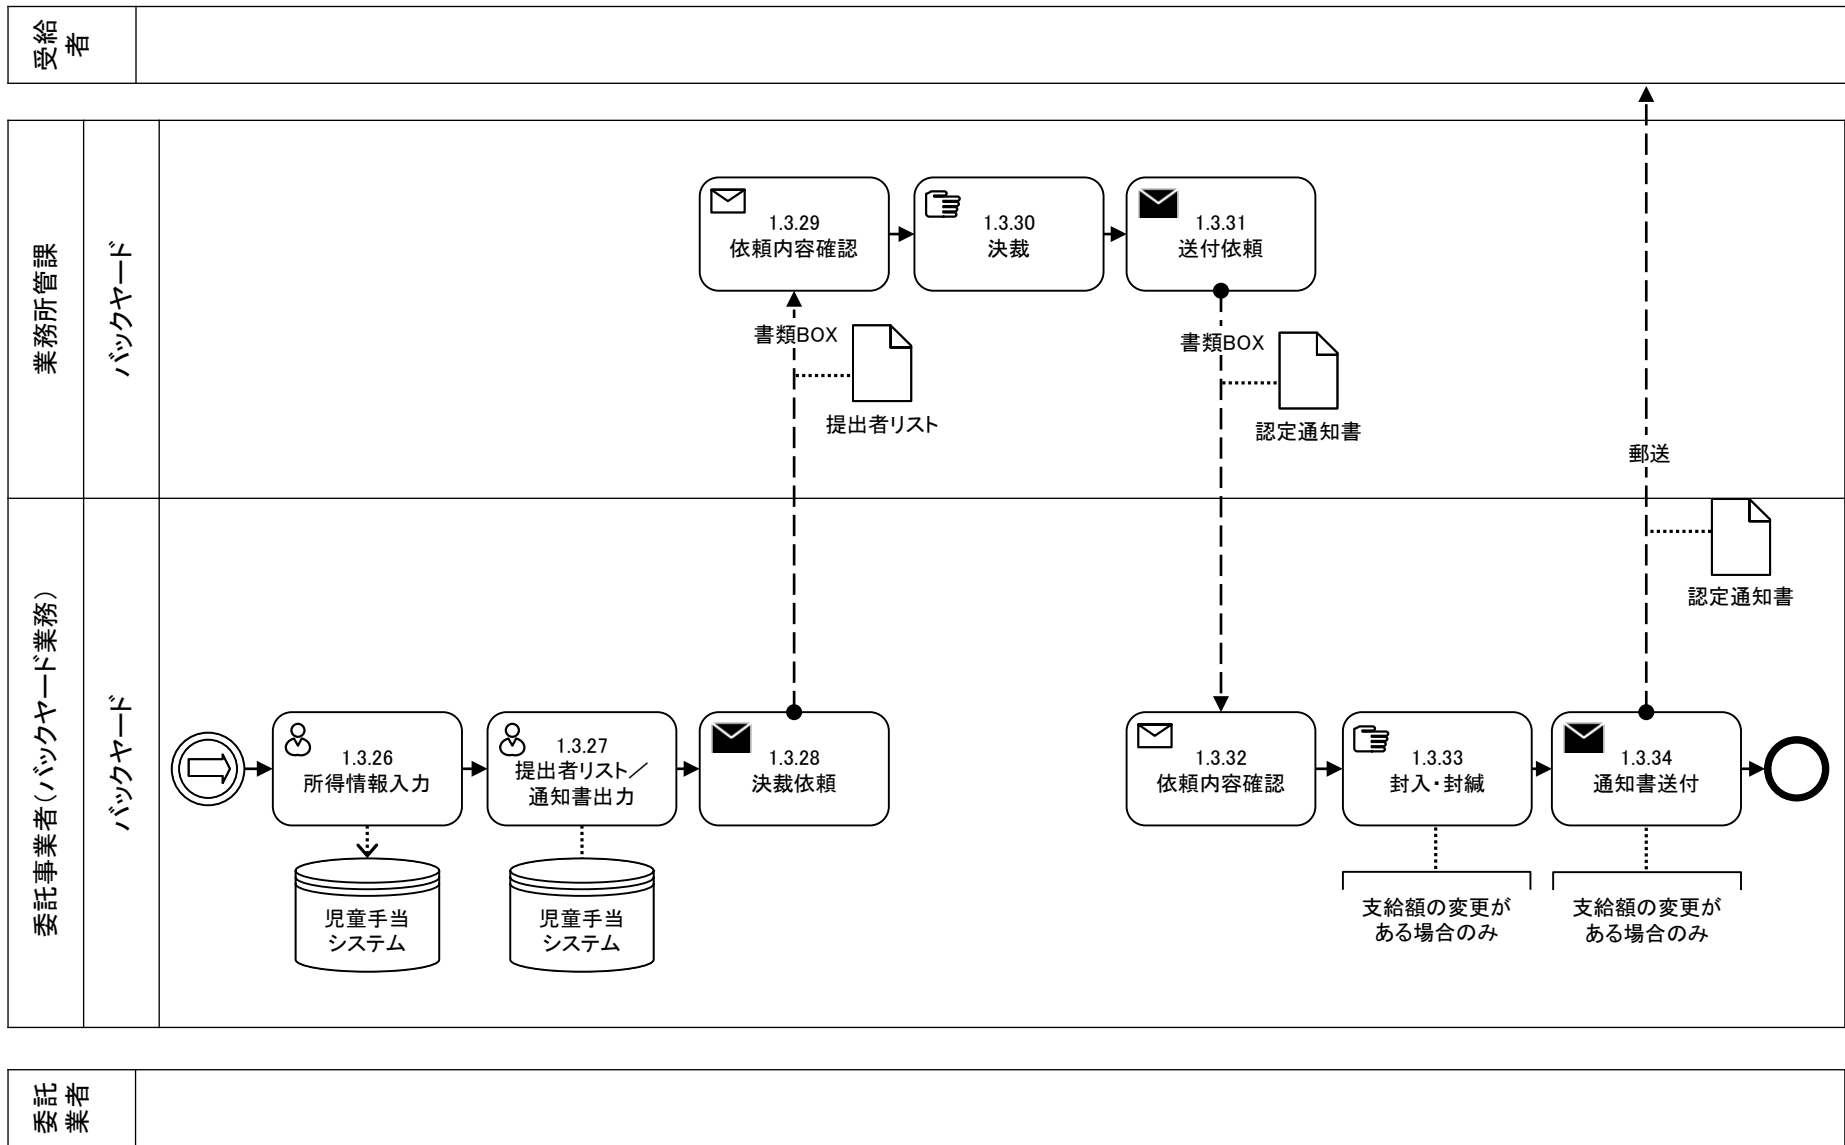 受給
者
業務所管課
バックヤード
1.3.29
依頼内容確認
1.3.30
決裁
1.3.31
送付依頼
書類BOX
提出者リスト
書類BOX
認定通知書
郵送
委託事業者（バックヤード業務）
バックヤード
認定通知書
1.3.26
所得情報入力
1.3.27
提出者リスト／
通知書出力
1.3.28
決裁依頼
1.3.32
依頼内容確認
1.3.33
封入・封緘
1.3.34
通知書送付
児童手当
システム
児童手当
システム
支給額の変更が
ある場合のみ
支給額の変更が
ある場合のみ
委託
業者